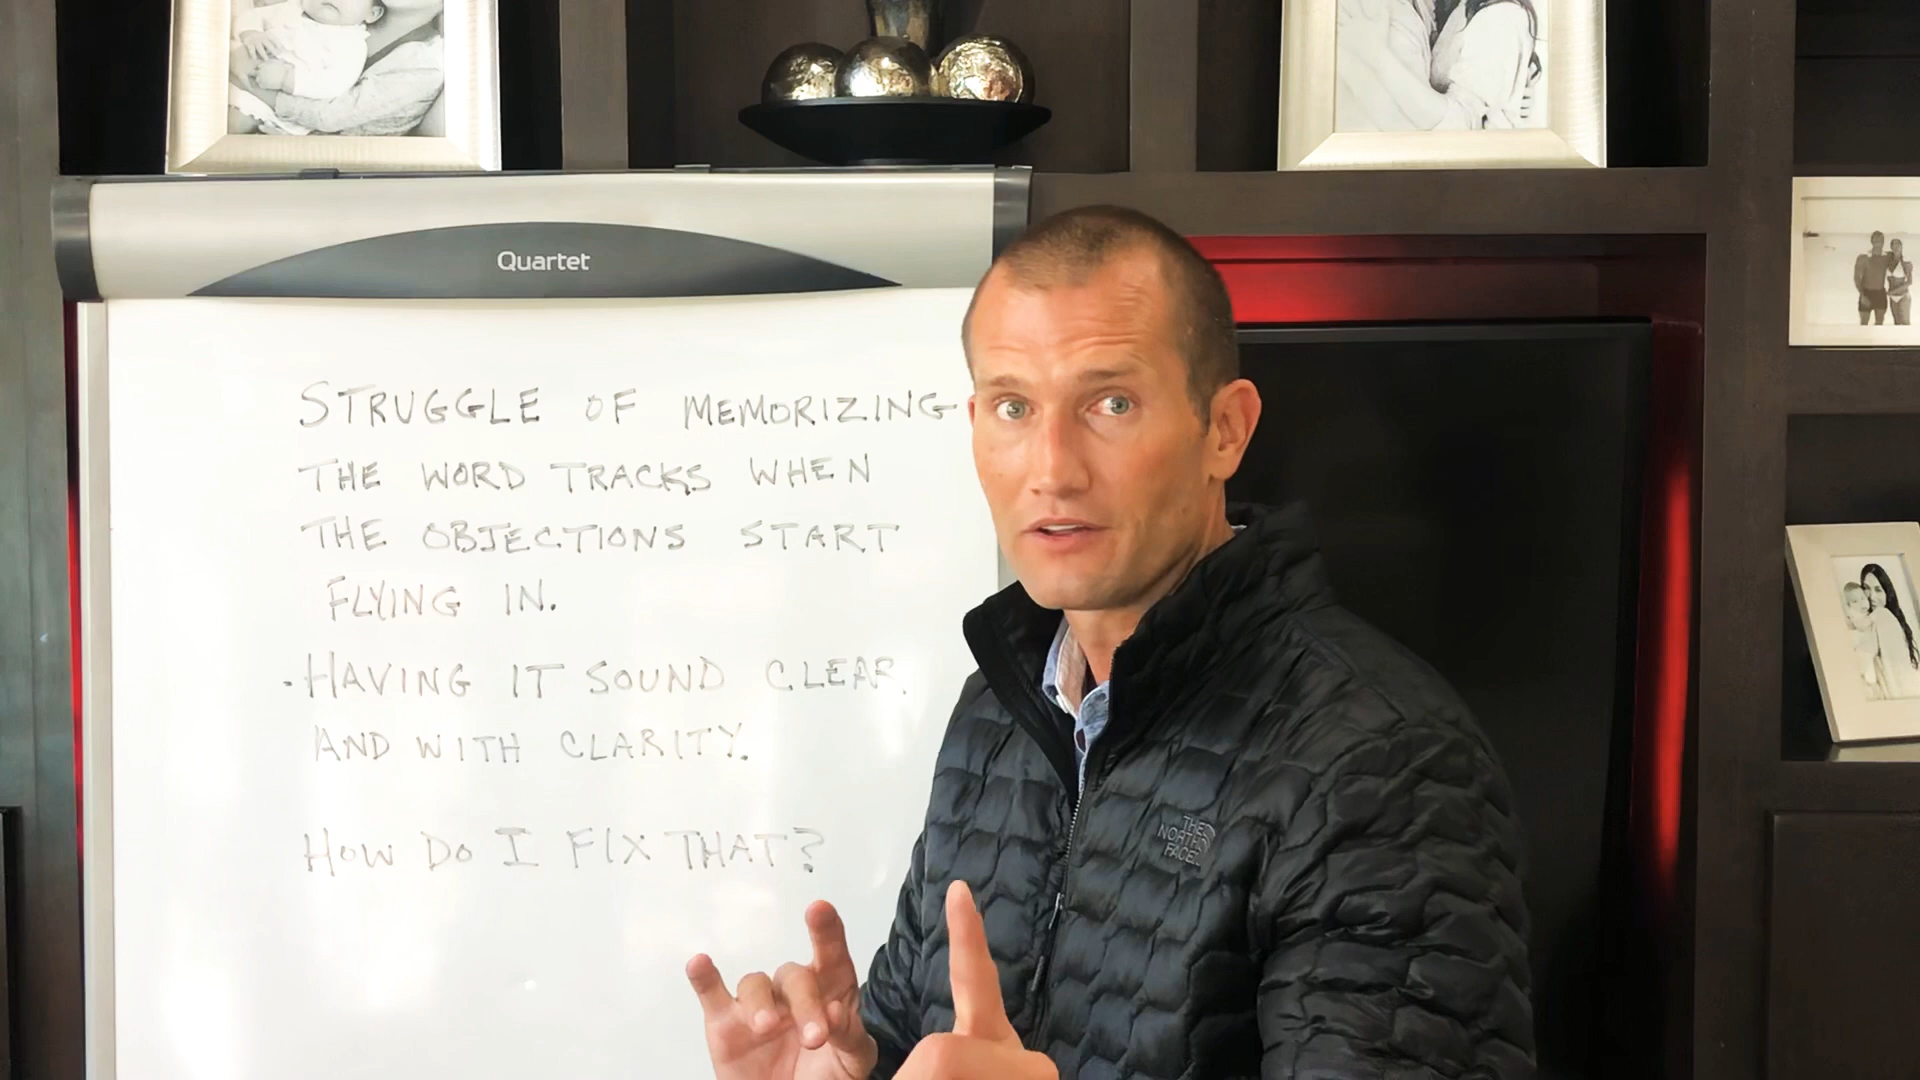 Quartet
STRUGGLE OF MEMORIZING
THE WORD TRACKS WHEN
THE OBJECTIONS START
FLYING IN.
· HAVING IT SOUND CLEAR
AND WITH CLARITY.
HOW DO I FIX THAT?
THE
NORTH
FACE